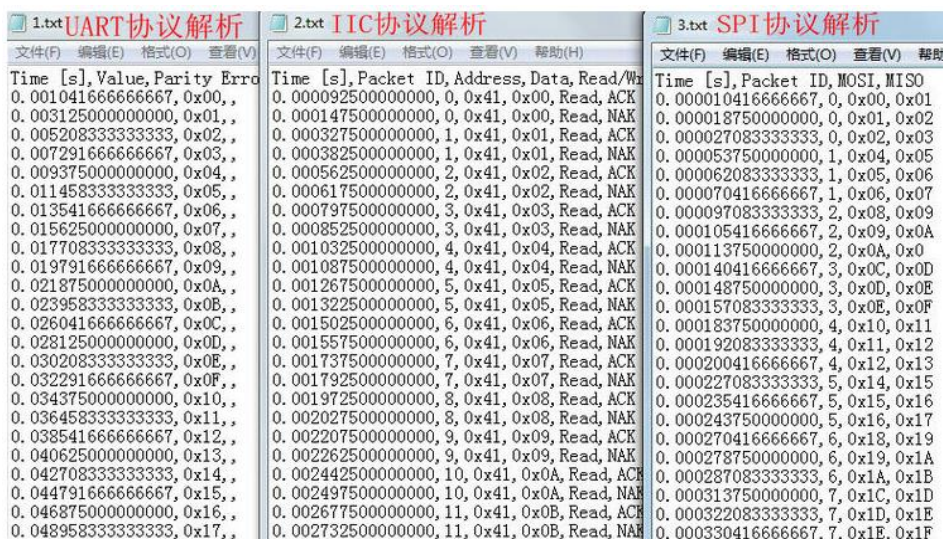 1.txt UART协议解析
文件(F) 编辑(E) 格式(O) 查看(V)
Time [s],Value,Parity Erro
0.001041666666667,0x00,,
0.003125000000000,0x01,,
0.005208333333333,0x02,,
0.007291666666667,0x03,,
0.009375000000000,0x04,,
0.011458333333333,0x05,,
0.013541666666667,0x06,,
0.015625000000000,0x07,,
0.017708333333333,0x08,,
0.019791666666667,0x09,,
0.021875000000000,0x0A,,
0.023958333333333,0x0B,,
0.026041666666667,0x0C,,
0.028125000000000,0x0D,,
0.030208333333333,0x0E,,
0.032291666666667,0x0F,,
0.034375000000000,0x10,,
0.036458333333333,0x11,,
0.038541666666667,0x12,,
0.040625000000000,0x13,,
0.042708333333333,0x14,,
0.044791666666667,0x15,,
0.046875000000000,0x16,,
0.048958333333333,0x17,,
2.txt IIC协议解析
文件(F) 编辑(E) 格式(O) 查看(V) 帮助(H)
Time [s],Packet ID,Address,Data,Read/Wr
0.000092500000000,0,0x41,0x00,Read,ACK
0.000147500000000,0,0x41,0x00,Read,NAK
0.000327500000000,1,0x41,0x01,Read,ACK
0.000382500000000,1,0x41,0x01,Read,NAK
0.000562500000000,2,0x41,0x02,Read,ACK
0.000617500000000,2,0x41,0x02,Read,NAK
0.000797500000000,3,0x41,0x03,Read,ACK
0.000852500000000,3,0x41,0x03,Read,NAK
0.001032500000000,4,0x41,0x04,Read,ACK
0.001087500000000,4,0x41,0x04,Read,NAK
0.001267500000000,5,0x41,0x05,Read,ACK
0.001322500000000,5,0x41,0x05,Read,NAK
0.001502500000000,6,0x41,0x06,Read,ACK
0.001557500000000,6,0x41,0x06,Read,NAK
0.001737500000000,7,0x41,0x07,Read,ACK
0.001792500000000,7,0x41,0x07,Read,NAK
0.001972500000000,8,0x41,0x08,Read,ACK
0.002027500000000,8,0x41,0x08,Read,NAK
0.002207500000000,9,0x41,0x09,Read,ACK
0.002262500000000,9,0x41,0x09,Read,NAK
0.002442500000000,10,0x41,0x0A,Read,ACK
0.002497500000000,10,0x41,0x0A,Read,NAK
0.002677500000000,11,0x41,0x0B,Read,ACK
0.002732500000000,11,0x41,0x0B,Read,NAK
3.txt SPI协议解析
文件(F) 编辑(E) 格式(O) 查看(V) 帮助
Time [s],Packet ID,MOSI,MISO
0.000010416666667,0,0x00,0x01
0.000018750000000,0,0x01,0x02
0.000027083333333,0,0x02,0x03
0.000053750000000,1,0x04,0x05
0.000062083333333,1,0x05,0x06
0.000070416666667,1,0x06,0x07
0.000097083333333,2,0x08,0x09
0.000105416666667,2,0x09,0x0A
0.000113750000000,2,0x0A,0x0
0.000140416666667,3,0x0C,0x0D
0.000148750000000,3,0x0D,0x0E
0.000157083333333,3,0x0E,0x0F
0.000183750000000,4,0x10,0x11
0.000192083333333,4,0x11,0x12
0.000200416666667,4,0x12,0x13
0.000227083333333,5,0x14,0x15
0.000235416666667,5,0x15,0x16
0.000243750000000,5,0x16,0x17
0.000270416666667,6,0x18,0x19
0.000278750000000,6,0x19,0x1A
0.000287083333333,6,0x1A,0x1B
0.000313750000000,7,0x1C,0x1D
0.000322083333333,7,0x1D,0x1E
0.000330416666667,7,0x1E,0x1F